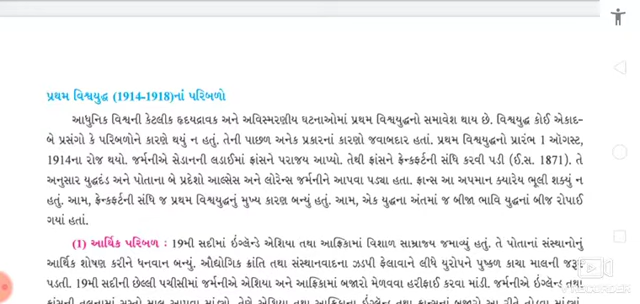 પ્રથમ વિશ્વયુદ્ધ (1914-1918)નાં પરિબળો
આધુનિક વિશ્વની કેટલીક હૃદયદ્રાવક અને અવિસ્મરણીય ઘટનાઓમાં પ્રથમ વિશ્વયુદ્ધનો સમાવેશ થાય છે. વિશ્વયુદ્ધ કોઈ એકાદ-
બે પ્રસંગો કે પરિબળોને કારણે થયું ન હતું. તેની પાછળ અનેક પ્રકારનાં કારણો જવાબદાર હતાં. પ્રથમ વિશ્વયુદ્ધનો પ્રારંભ 1 ઑગસ્ટ,
1914ના રોજ થયો. જર્મનીએ સેડાનની લડાઈમાં ફ્રાંસને પરાજય આપ્યો. તેથી ફ્રાંસને ફ્રેન્કફર્ટની સંધિ કરવી પડી (ઈ.સ. 1871). તે
અનુસાર યુદ્ધદંડ અને પોતાના બે પ્રદેશો આલ્સેસ અને લોરેન્સ જર્મનીને આપવા પડ્યા હતા. ફ્રાન્સ આ અપમાન ક્યારેય ભૂલી શક્યું ન
હતું. આમ, ફ્રેન્કફર્ટની સંધિ જ પ્રથમ વિશ્વયુદ્ધનું મુખ્ય કારણ બન્યું હતું. આમ, એક યુદ્ધના અંતમાં જ બીજા ભાવિ યુદ્ધનાં બીજ રોપાઈ
ગયાં હતાં.
(1) આર્થિક પરિબળ : 19મી સદીમાં ઇંગ્લૅન્ડે એશિયા તથા આફ્રિકામાં વિશાળ સામ્રાજ્ય જમાવ્યું હતું. તે પોતાનાં સંસ્થાનોનું
આર્થિક શોષણ કરીને ધનવાન બન્યું. ઔદ્યોગિક ક્રાંતિ તથા સંસ્થાનવાદના ઝડપી ફેલાવાને લીધે યુરોપને પુષ્કળ કાચા માલની જરૂર
પડતી. 19મી સદીની છેલ્લી પચીસીમાં જર્મનીએ એશિયા અને આફ્રિકામાં બજારો મેળવવા હરીફાઈ કરવા માંડી. જર્મનીએ ઇંગ્લૅન્ડ તથા
RECORDER